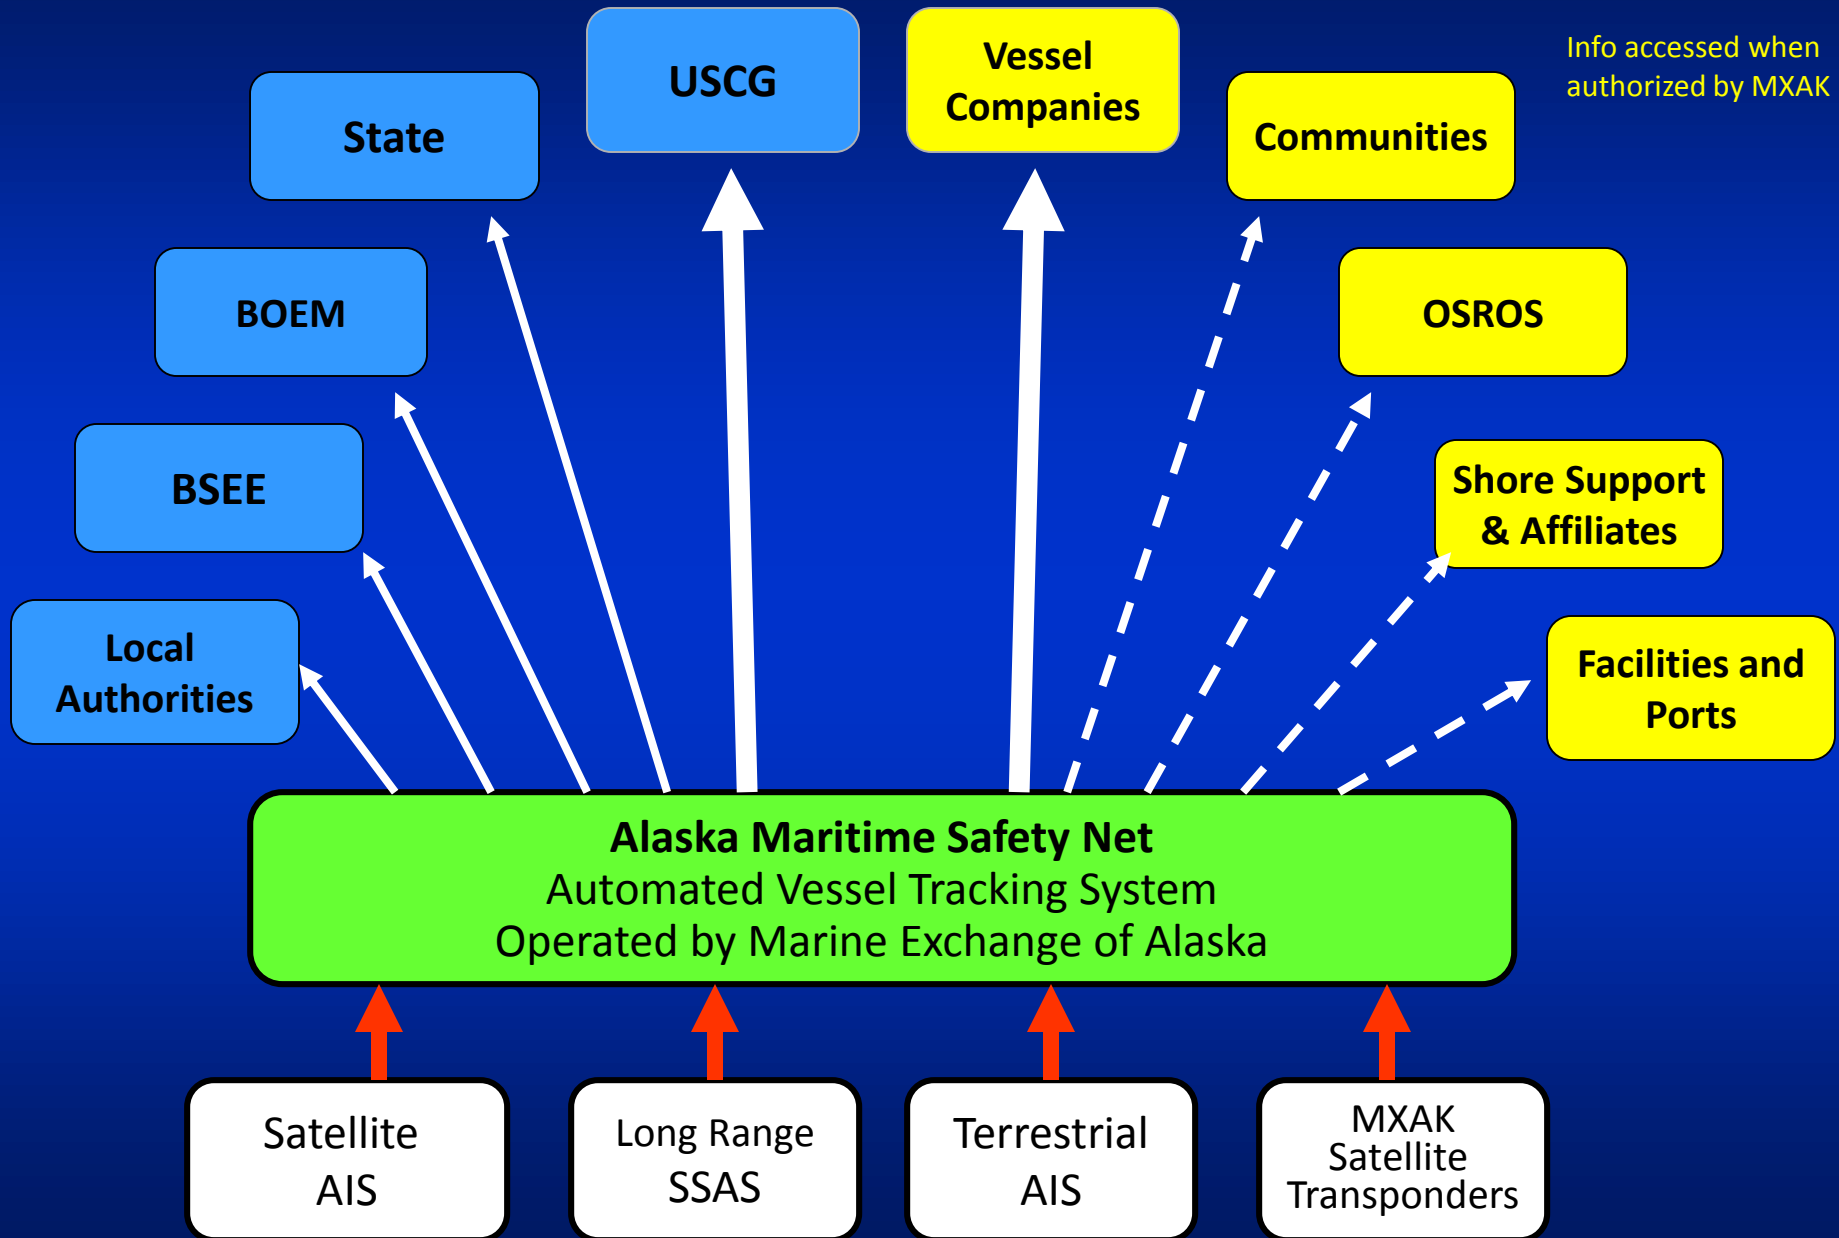 USCG
Vessel
Companies
Info accessed when
authorized by MXAK
State
Communities
BOEM
OSROS
BSEE
Shore Support
& Affiliates
Local
Authorities
Facilities and
Ports
Alaska Maritime Safety Net
Automated Vessel Tracking System
Operated by Marine Exchange of Alaska
Satellite
AIS
Long Range
SSAS
Terrestrial
AIS
MXAK
Satellite
Transponders